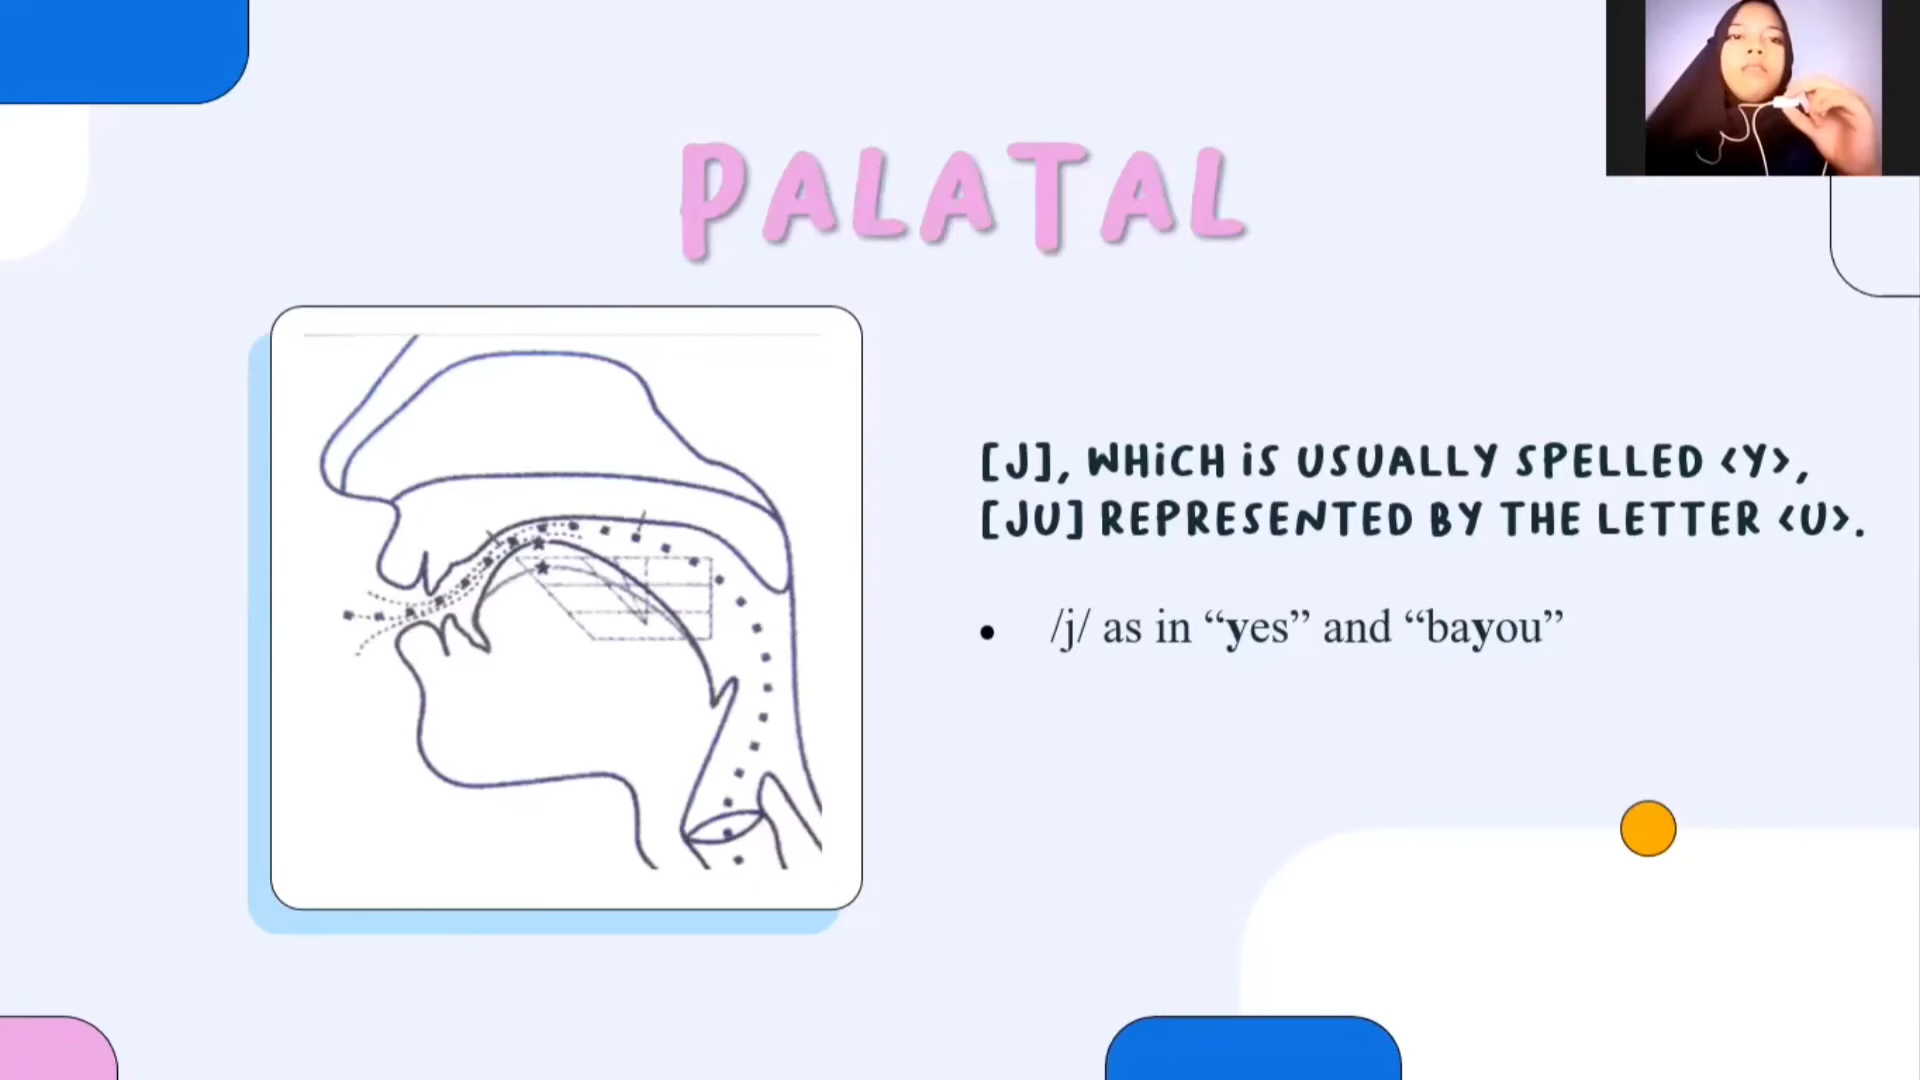 PALATAL
[J], WHiCH iS USUALLY SPELLED <Y>,
[JU] REPRESENTED BY THE LETTER <U>.
• /j/ as in “yes” and “bayou”